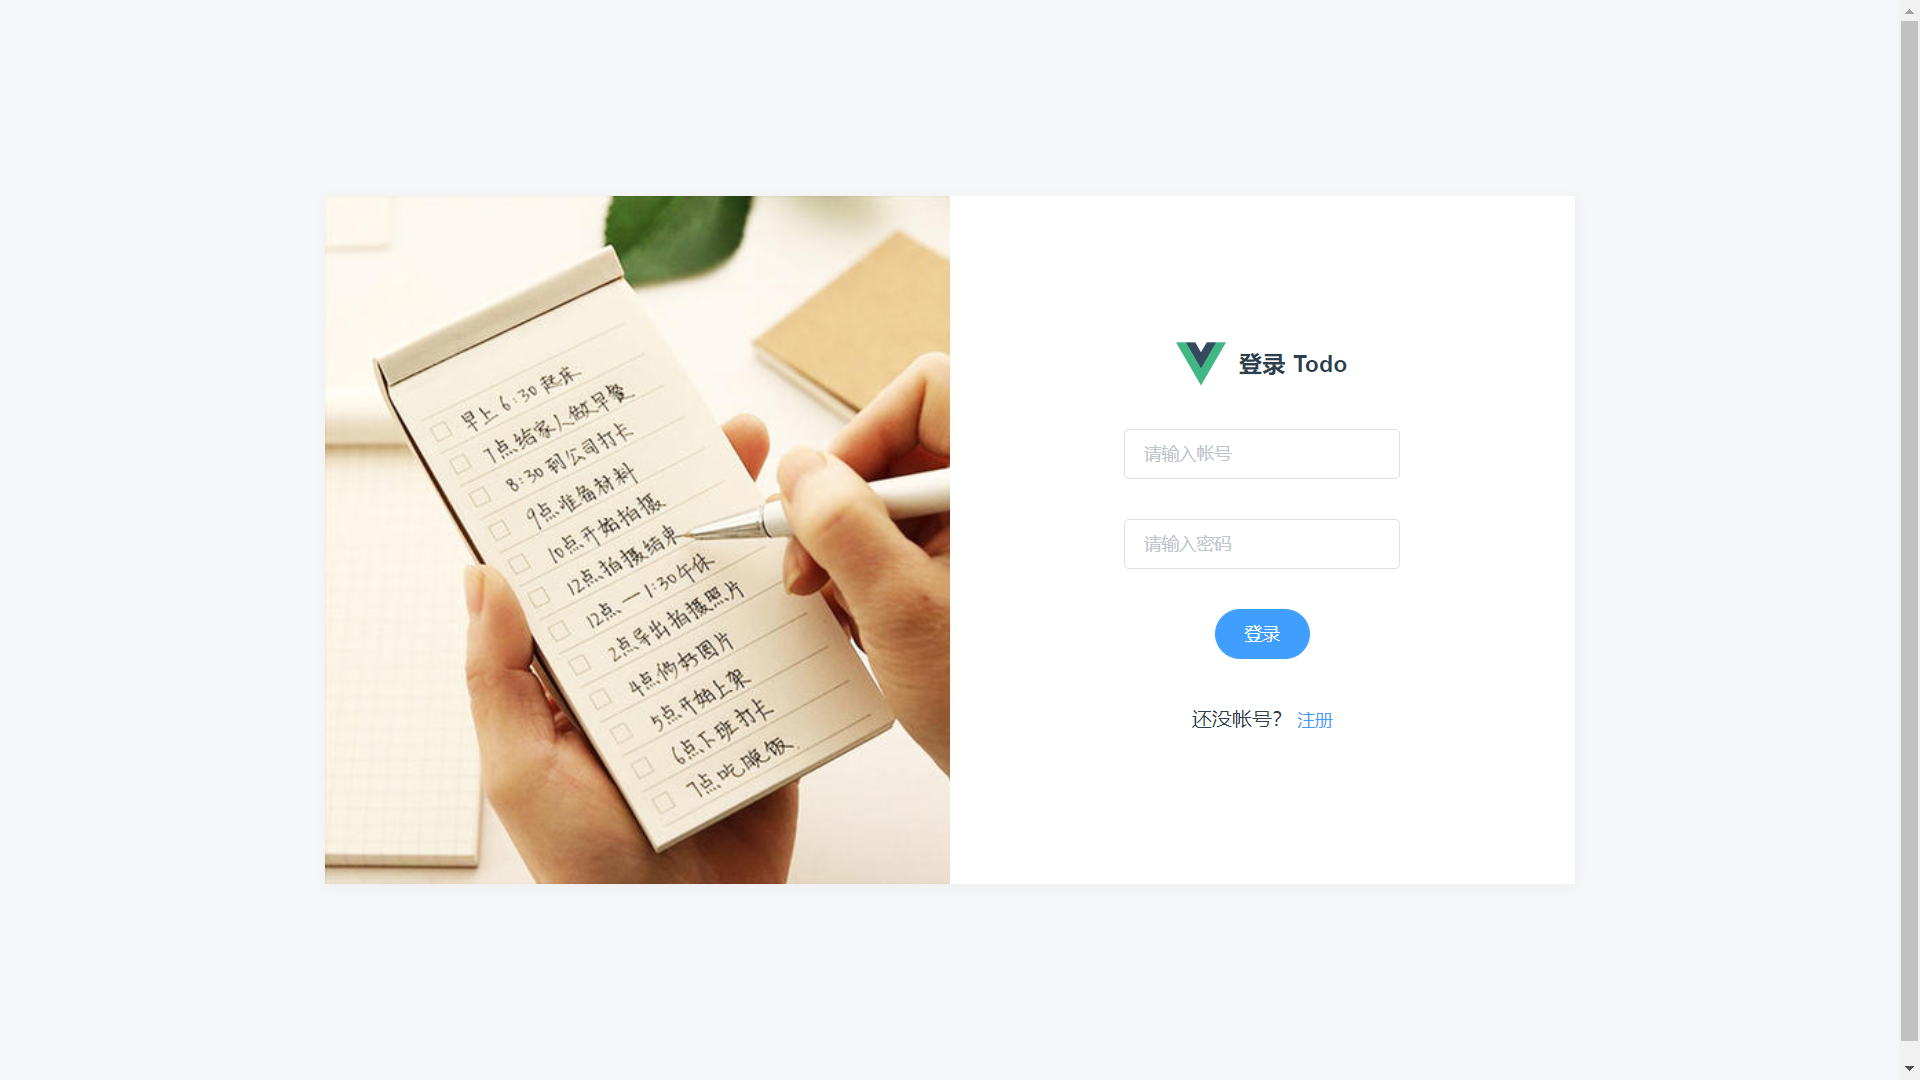 早上6:30起床
7点给家人做早餐
8:30到公司打卡
9点准备材料
10点开始拍摄
12点拍摄结束
12点一1:30午休
2点导出拍摄照片
4点修好图片
5点开始上架
6点下班打卡
7点吃晚饭.
登录 Todo
请输入帐号
请输入密码
登录
还没帐号? 注册